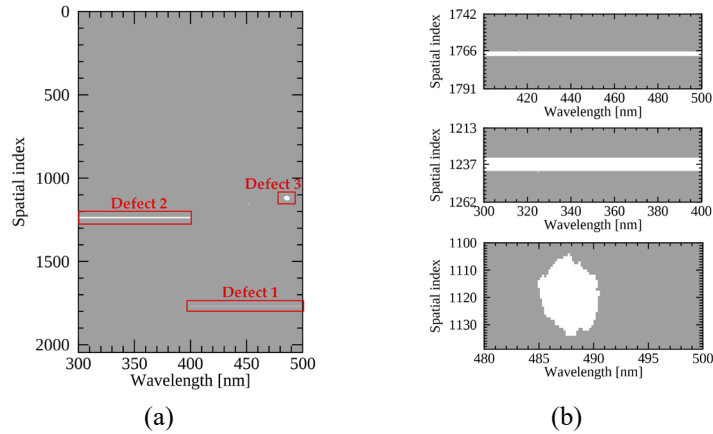 0
500
1000
1500
2000
Spatial index
300
350
400
450
500
Wavelength [nm]
Defect 3
Defect 2
Defect 1
(a)
1742
1766
1791
Spatial index
420
440
460
480
500
Wavelength [nm]
1213
1237
1262
Spatial index
300
320
340
360
380
400
Wavelength [nm]
1100
1110
1120
1130
Spatial index
480
485
490
495
500
Wavelength [nm]
(b)